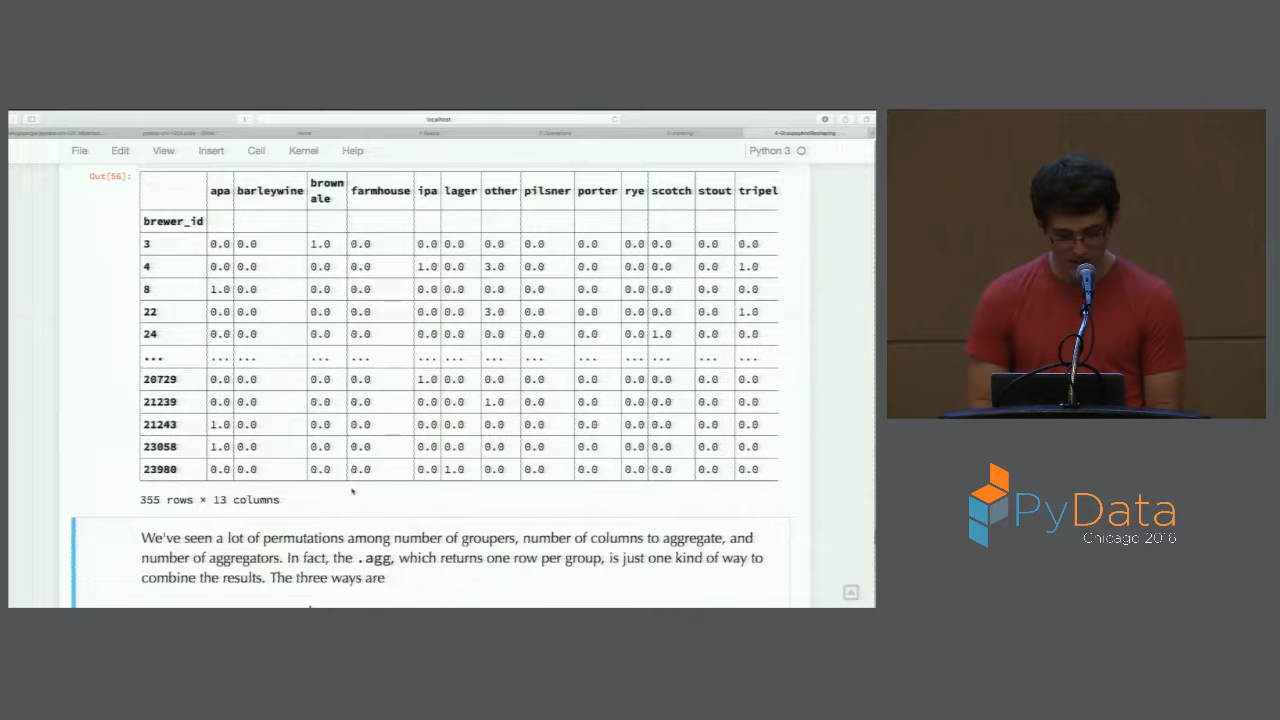 localhost
Home
1-Basics
2-Operations
File Edit View Insert Cell Kernel Help
Python 3
Out[56]:
apa barleywine brown ale farmhouse ipa lager other pilsner porter rye scotch stout tripel
brewer_id
3 0.0 0.0 1.0 0.0 0.0 0.0 0.0 0.0 0.0 0.0 0.0 0.0 0.0
4 0.0 0.0 0.0 0.0 1.0 0.0 3.0 0.0 0.0 0.0 0.0 0.0 1.0
8 1.0 0.0 0.0 0.0 0.0 0.0 0.0 0.0 0.0 0.0 0.0 0.0 0.0
22 0.0 0.0 0.0 0.0 0.0 0.0 3.0 0.0 0.0 0.0 0.0 0.0 1.0
24 0.0 0.0 0.0 0.0 0.0 0.0 0.0 0.0 0.0 0.0 1.0 0.0 0.0
... ... ... ... ... ... ... ... ... ... ... ... ... ...
20729 0.0 0.0 0.0 0.0 1.0 0.0 0.0 0.0 0.0 0.0 0.0 0.0 0.0
21239 0.0 0.0 0.0 0.0 0.0 0.0 1.0 0.0 0.0 0.0 0.0 0.0 0.0
21243 1.0 0.0 0.0 0.0 0.0 0.0 0.0 0.0 0.0 0.0 0.0 0.0 0.0
23058 1.0 0.0 0.0 0.0 0.0 0.0 0.0 0.0 0.0 0.0 0.0 0.0 0.0
23980 0.0 0.0 0.0 0.0 0.0 1.0 0.0 0.0 0.0 0.0 0.0 0.0 0.0
355 rows × 13 columns
We've seen a lot of permutations among number of groupers, number of columns to aggregate, and
number of aggregators. In fact, the .agg, which returns one row per group, is just one kind of way to
combine the results. The three ways are
PyData
Chicago 2016